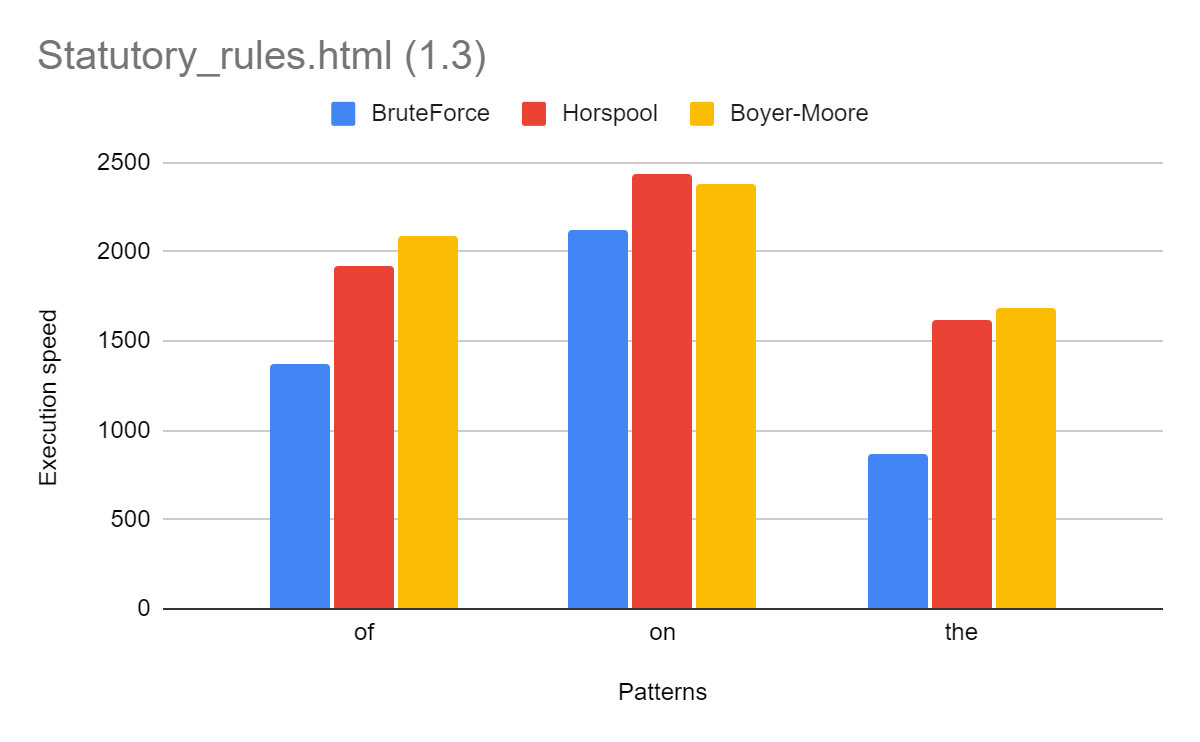 Statutory_rules.html (1.3)
BruteForce Horspool Boyer-Moore
2500
2000
1500
1000
500
0
Execution speed
of on the
Patterns